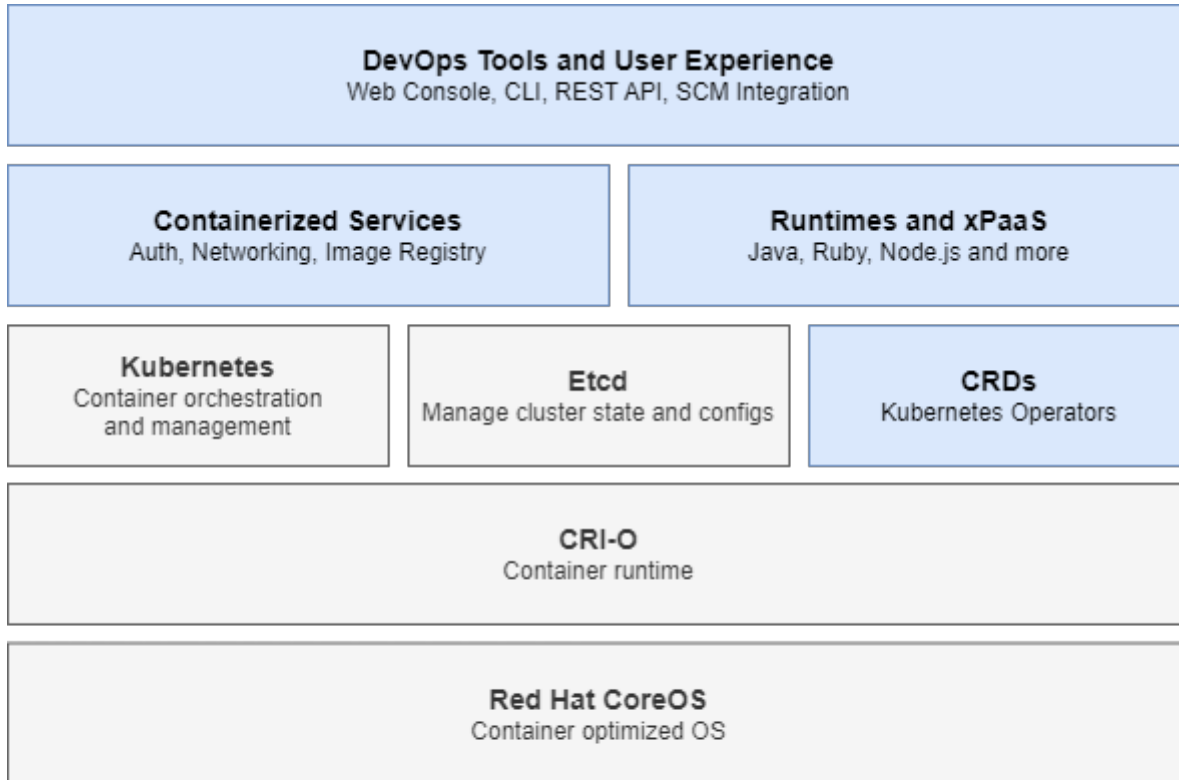 DevOps Tools and User Experience
Web Console, CLI, REST API, SCM Integration
Containerized Services
Auth, Networking, Image Registry
Runtimes and xPaaS
Java, Ruby, Node.js and more
Kubernetes
Container orchestration
and management
Etcd
Manage cluster state and configs
CRDs
Kubernetes Operators
CRI-O
Container runtime
Red Hat CoreOS
Container optimized OS